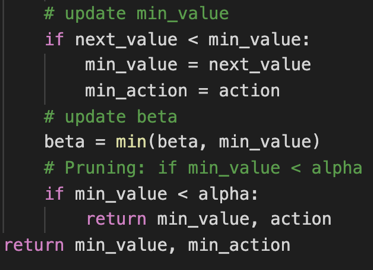 # update min_value
if next_value < min_value:
min_value = next_value
min_action = action
# update beta
beta = min(beta, min_value)
# Pruning: if min_value < alpha
if min_value < alpha:
return min_value, action
return min_value, min_action